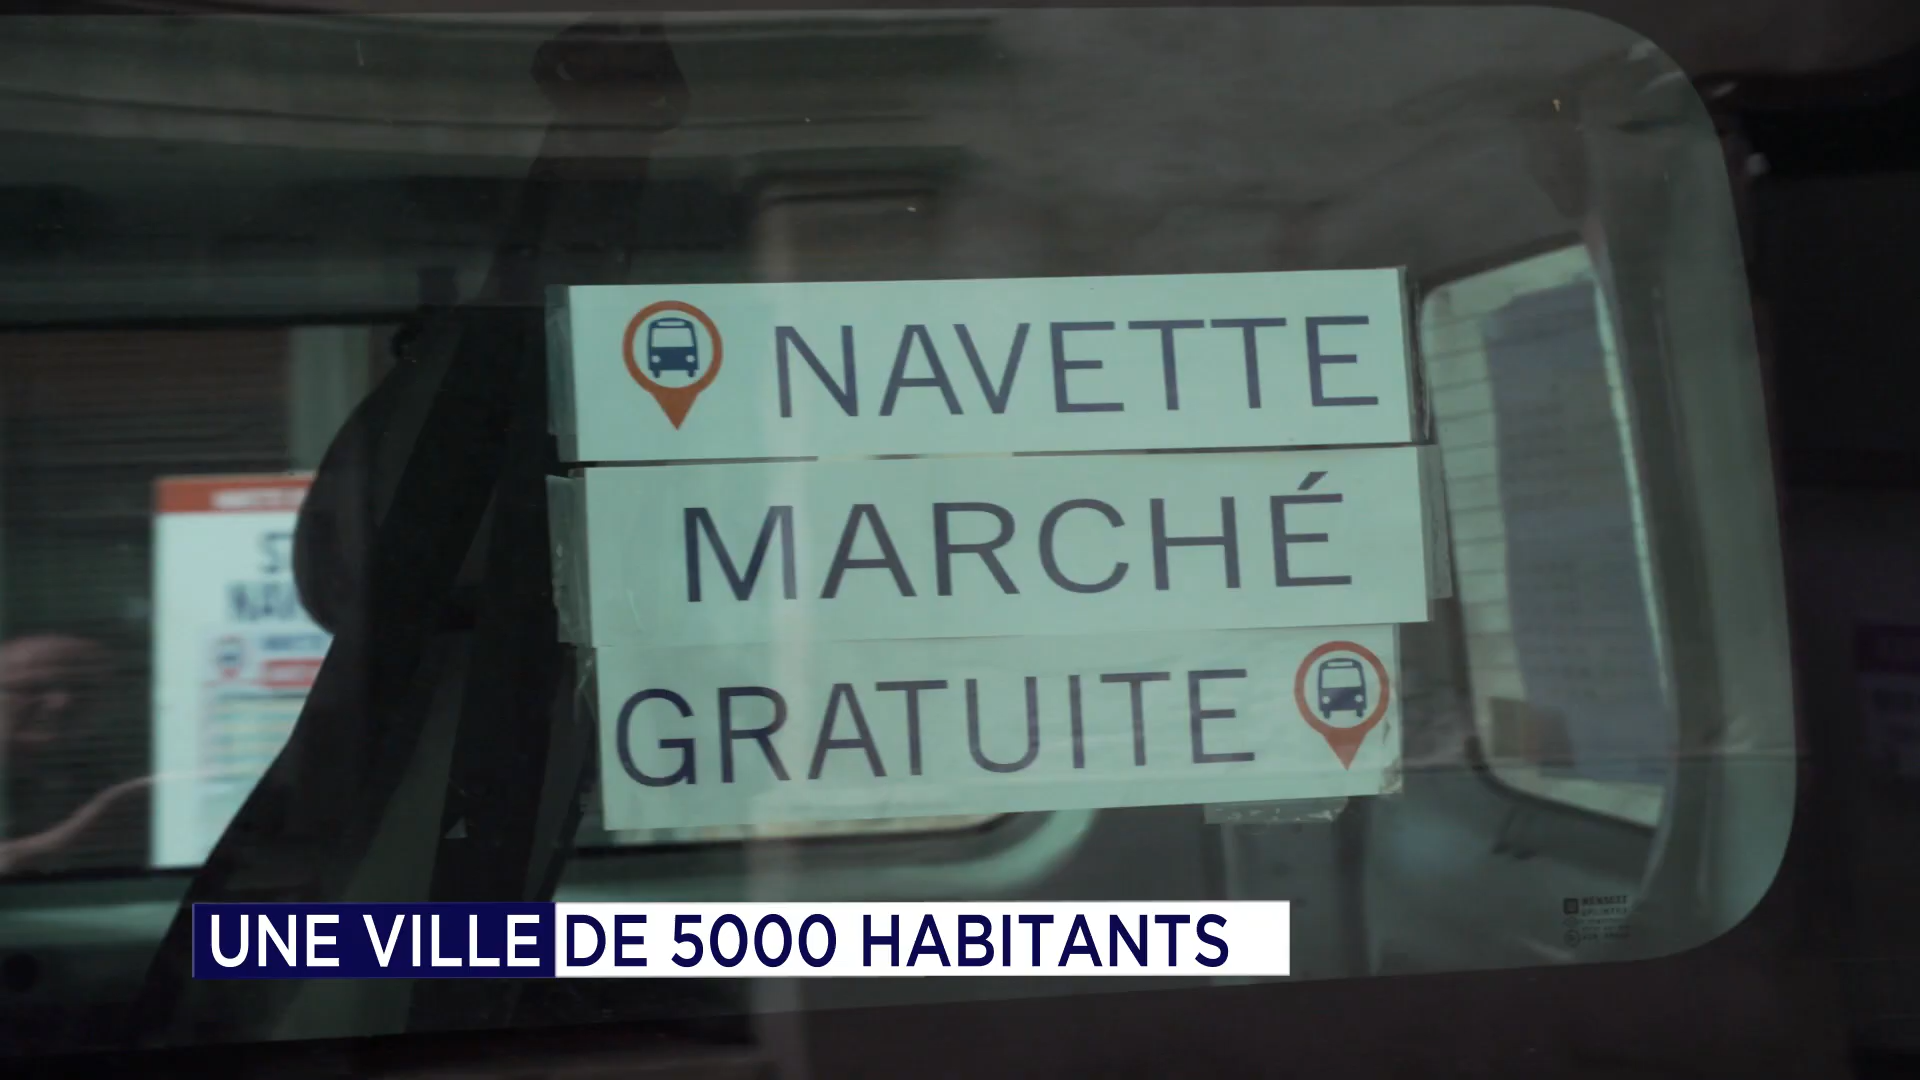 NAVETTE
MARCHÉ
GRATUITE
UNE VILLE DE 5000 HABITANTS